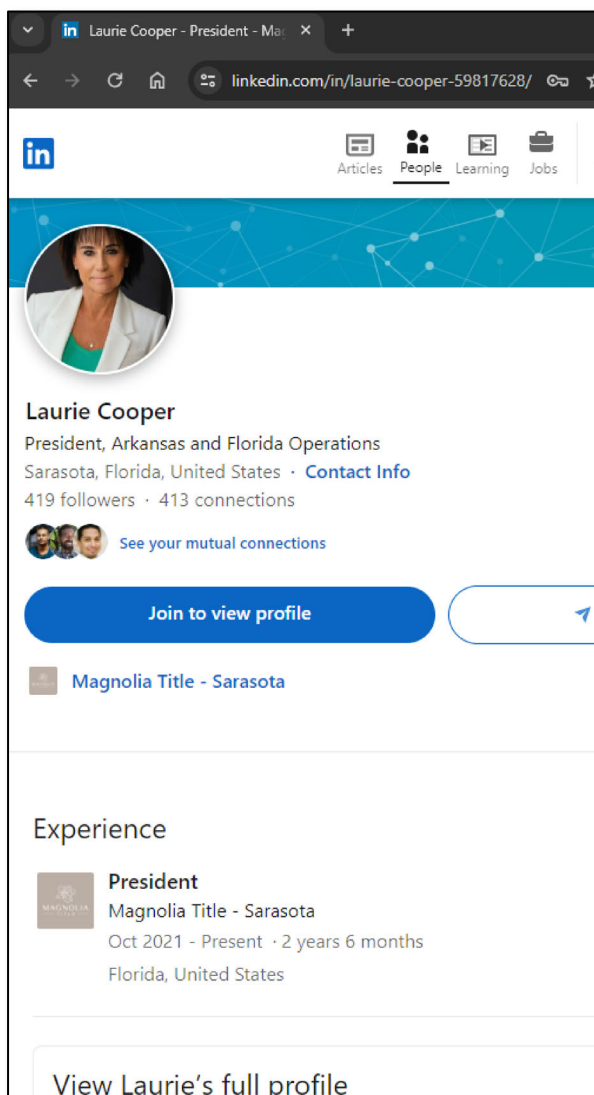 in Laurie Cooper - President - Ma
linkedin.com/in/laurie-cooper-59817628/
in
Articles People Learning Jobs
Laurie Cooper
President, Arkansas and Florida Operations
Sarasota, Florida, United States · Contact Info
419 followers · 413 connections
See your mutual connections
Join to view profile
Magnolia Title - Sarasota
Experience
President
MAGNOLIA
TITLE
Magnolia Title - Sarasota
Oct 2021 - Present · 2 years 6 months
Florida, United States
View Laurie's full profile